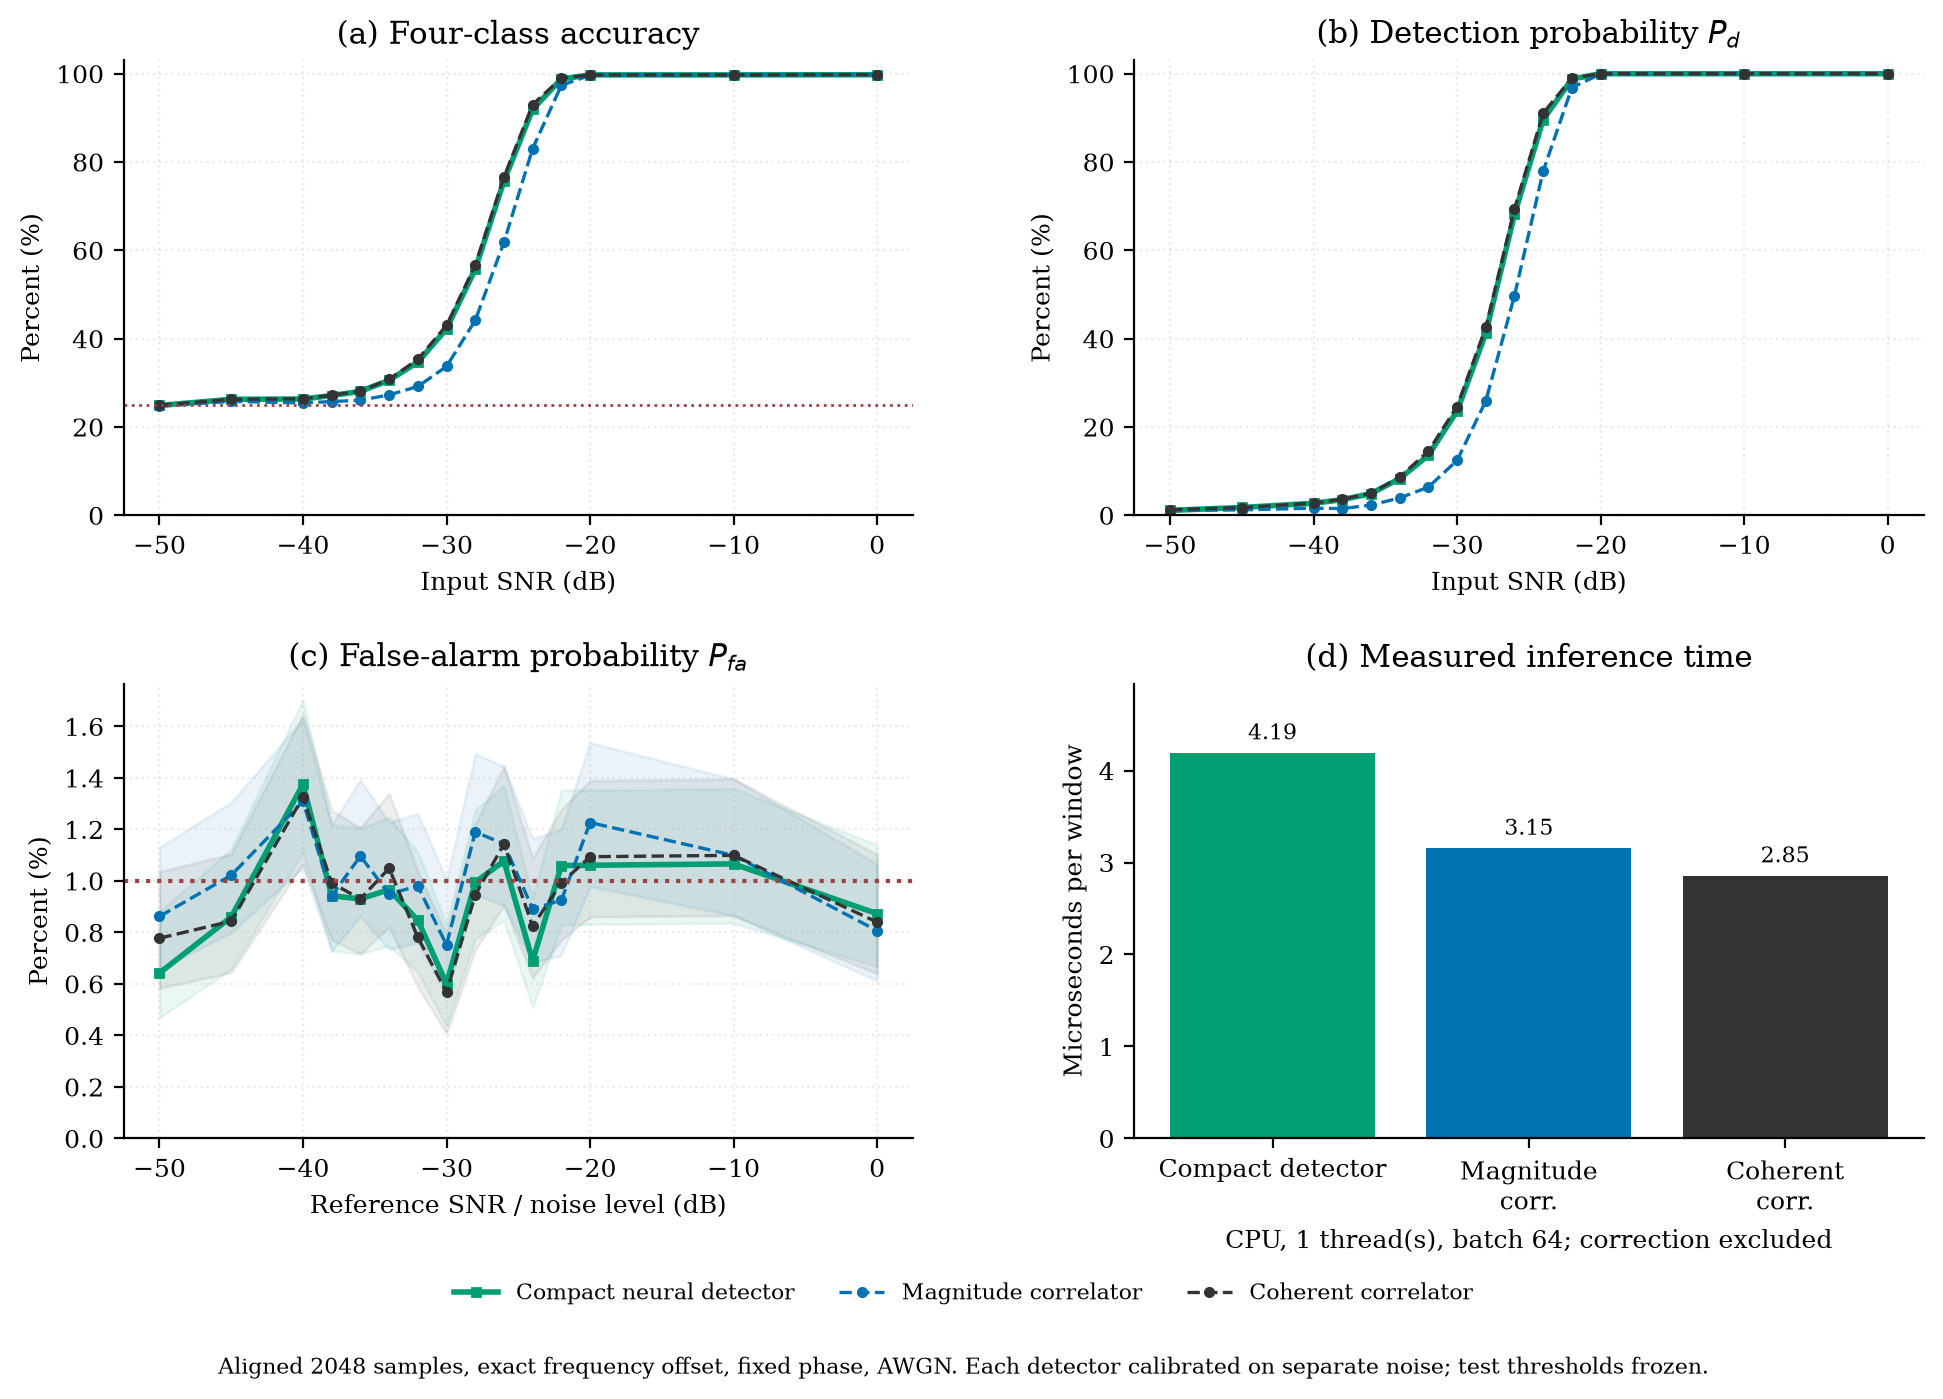 (a) Four-class accuracy
Percent (%)
100
80
60
40
20
0
−50 −40 −30 −20 −10 0
Input SNR (dB)
(b) Detection probability P_d
Percent (%)
100
80
60
40
20
0
−50 −40 −30 −20 −10 0
Input SNR (dB)
(c) False-alarm probability P_fa
Percent (%)
1.6
1.4
1.2
1.0
0.8
0.6
0.4
0.2
0.0
−50 −40 −30 −20 −10 0
Reference SNR / noise level (dB)
(d) Measured inference time
Microseconds per window
4
3
2
1
0
4.19
3.15
2.85
Compact detector
Magnitude
corr.
Coherent
corr.
CPU, 1 thread(s), batch 64; correction excluded
Compact neural detector Magnitude correlator Coherent correlator
Aligned 2048 samples, exact frequency offset, fixed phase, AWGN. Each detector calibrated on separate noise; test thresholds frozen.